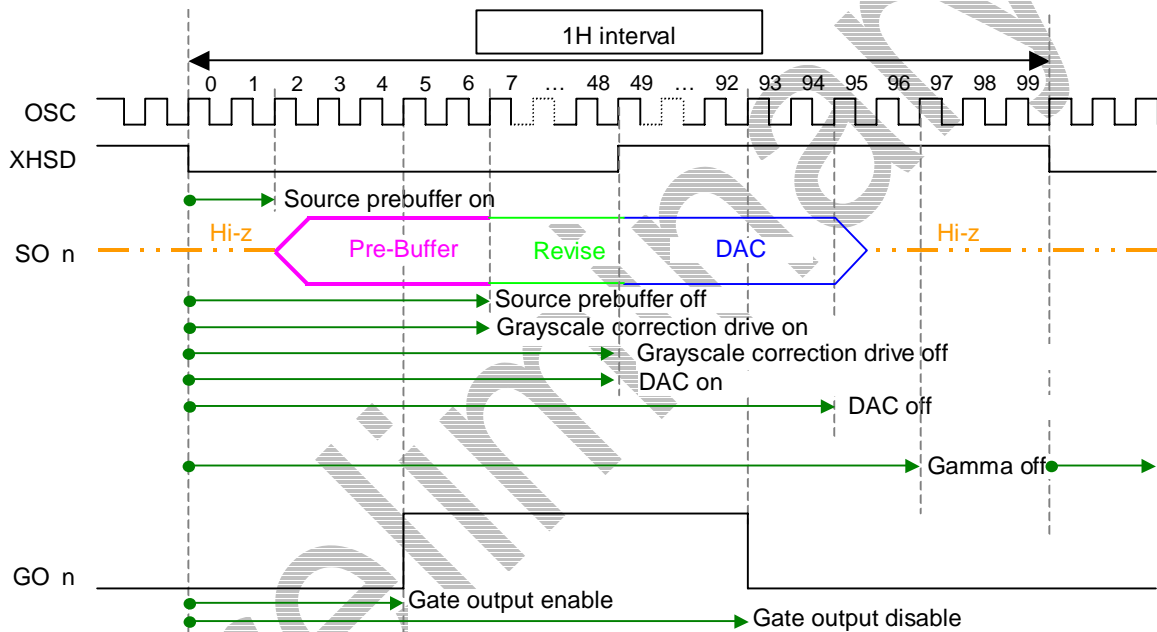 1H interval
0 1 2 3 4 5 6 7 ... 48 49 ... 92 93 94 95 96 97 98 99
OSC
XHSD
Source prebuffer on
Hi-z Hi-z
SO n Pre-Buffer Revise DAC
Source prebuffer off
Grayscale correction drive on
Grayscale correction drive off
DAC on
DAC off
Gamma off
GO n
Gate output enable
Gate output disable
eliminary